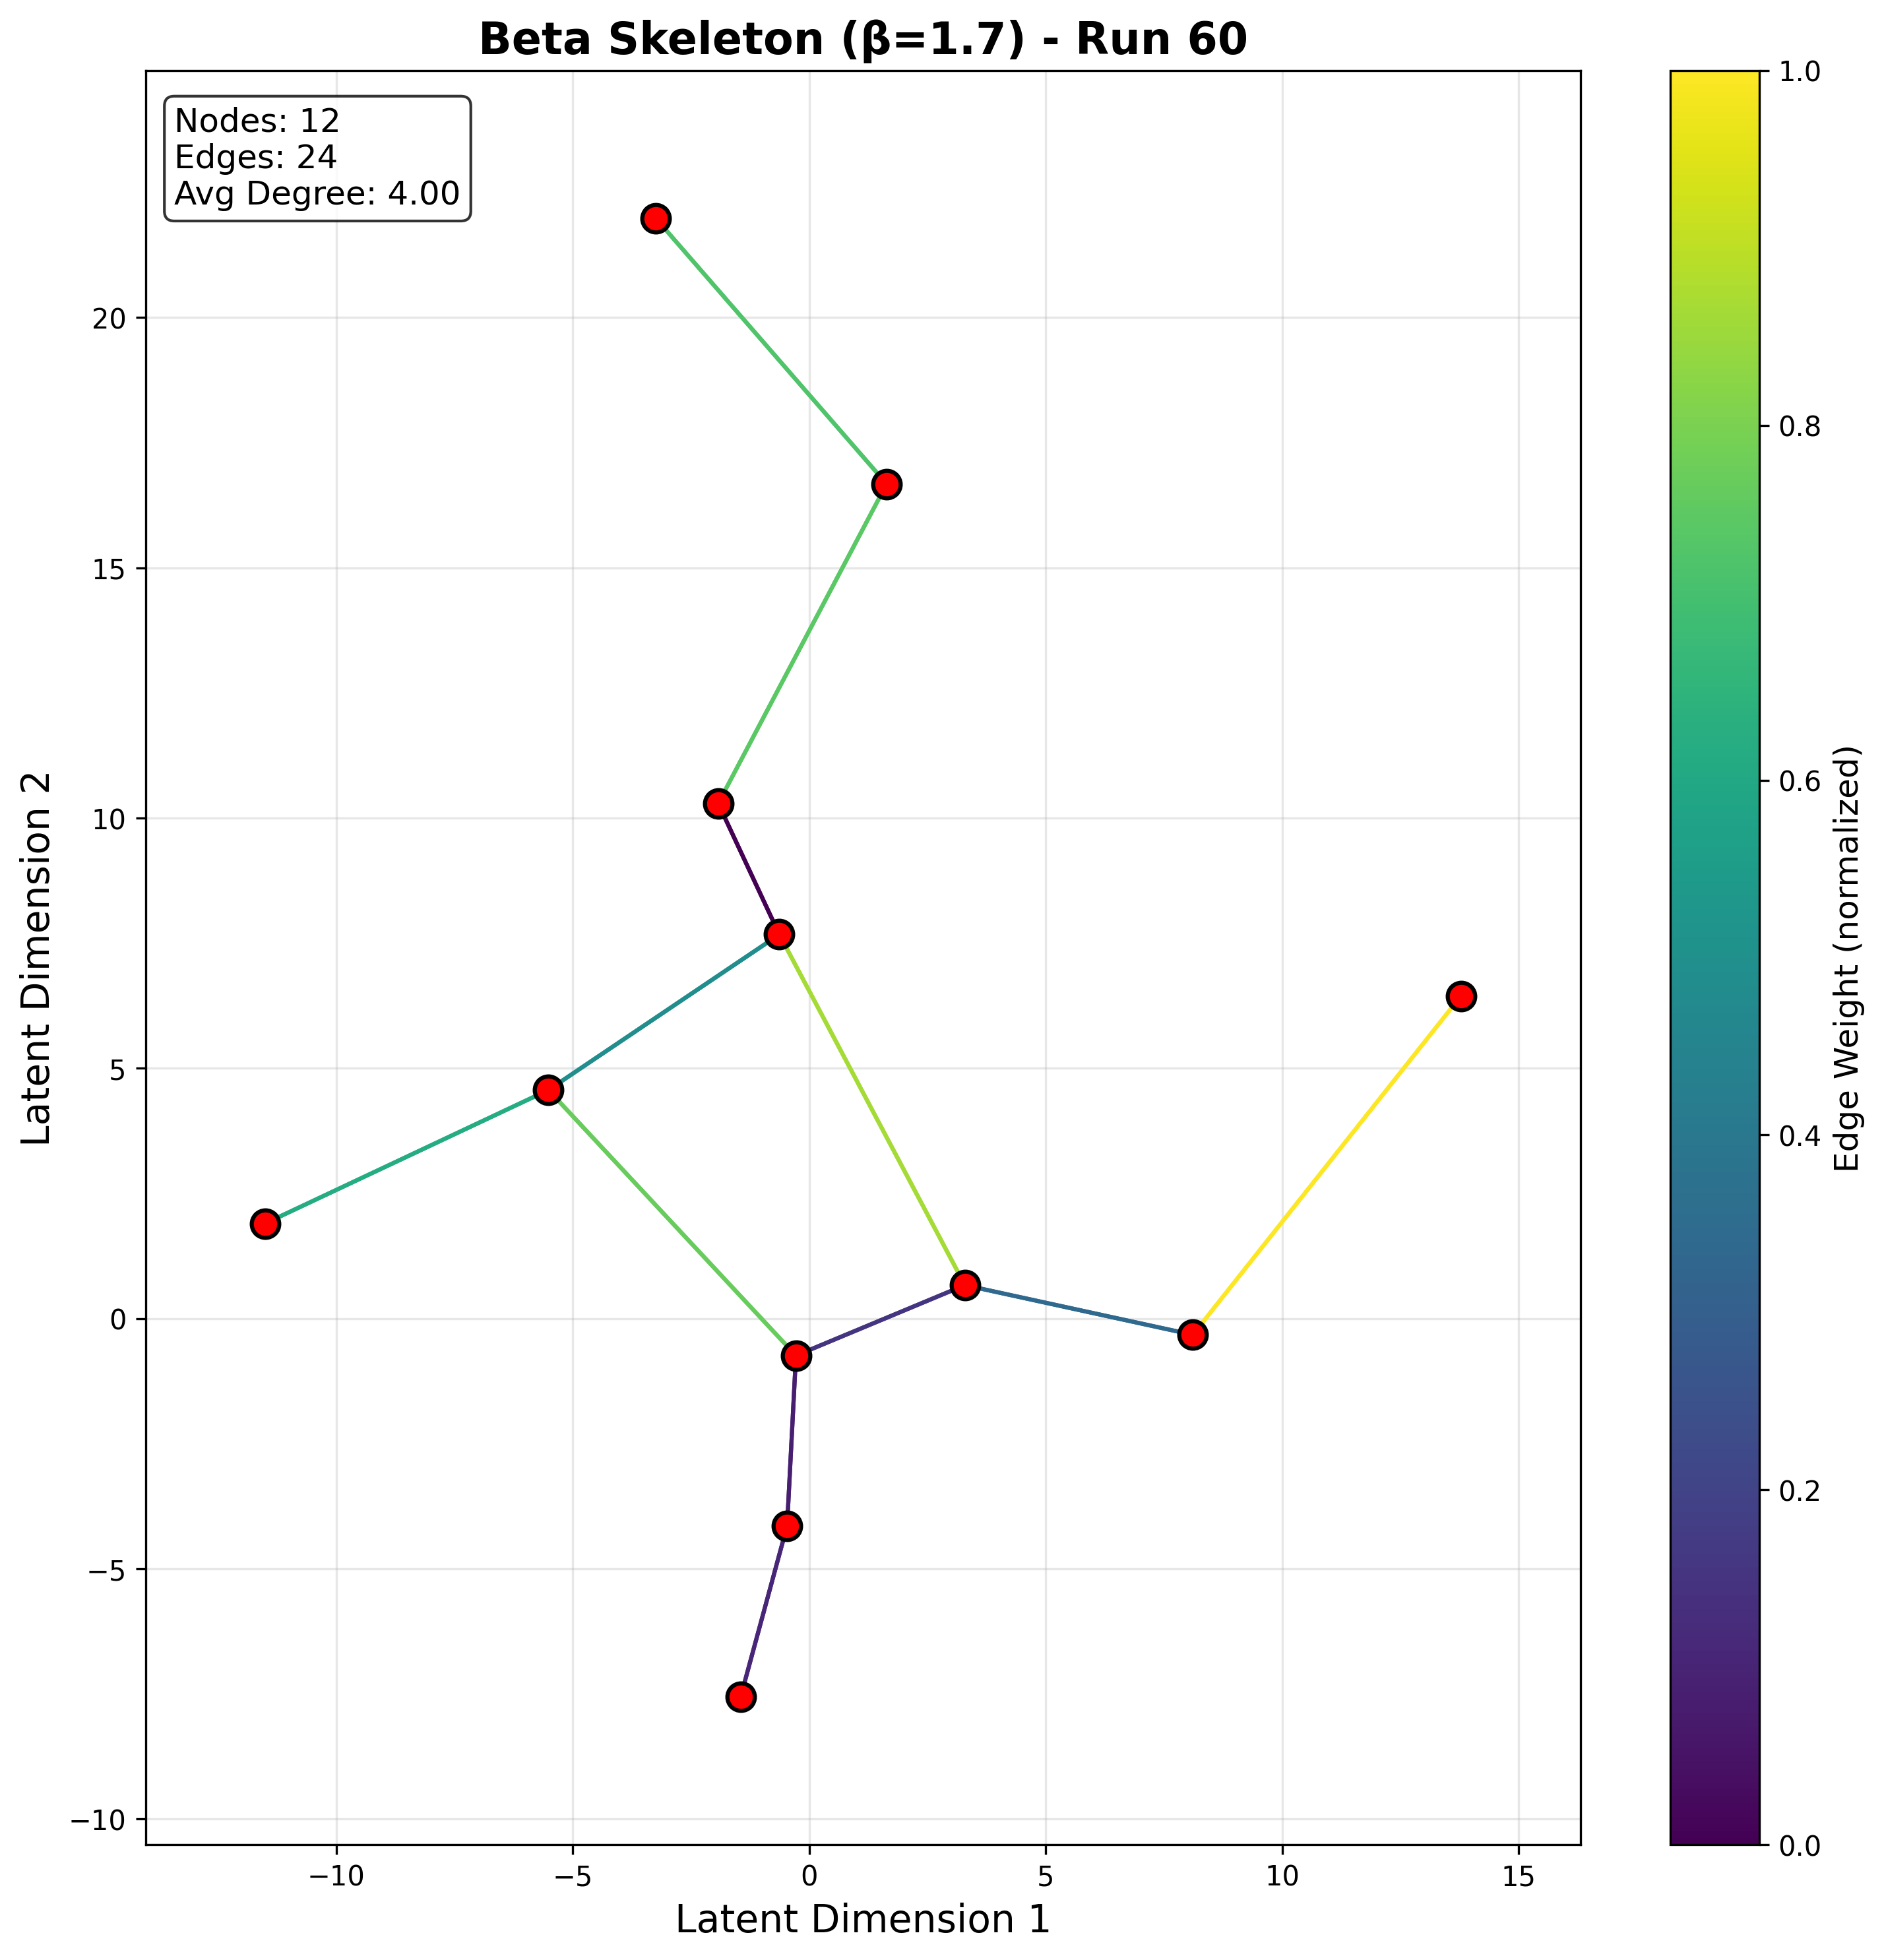 Beta Skeleton (β=1.7) - Run 60
Nodes: 12
Edges: 24
Avg Degree: 4.00
20
15
10
5
0
−5
−10
Latent Dimension 2
−10
−5
0
5
10
15
Latent Dimension 1
1.0
0.8
0.6
0.4
0.2
0.0
Edge Weight (normalized)